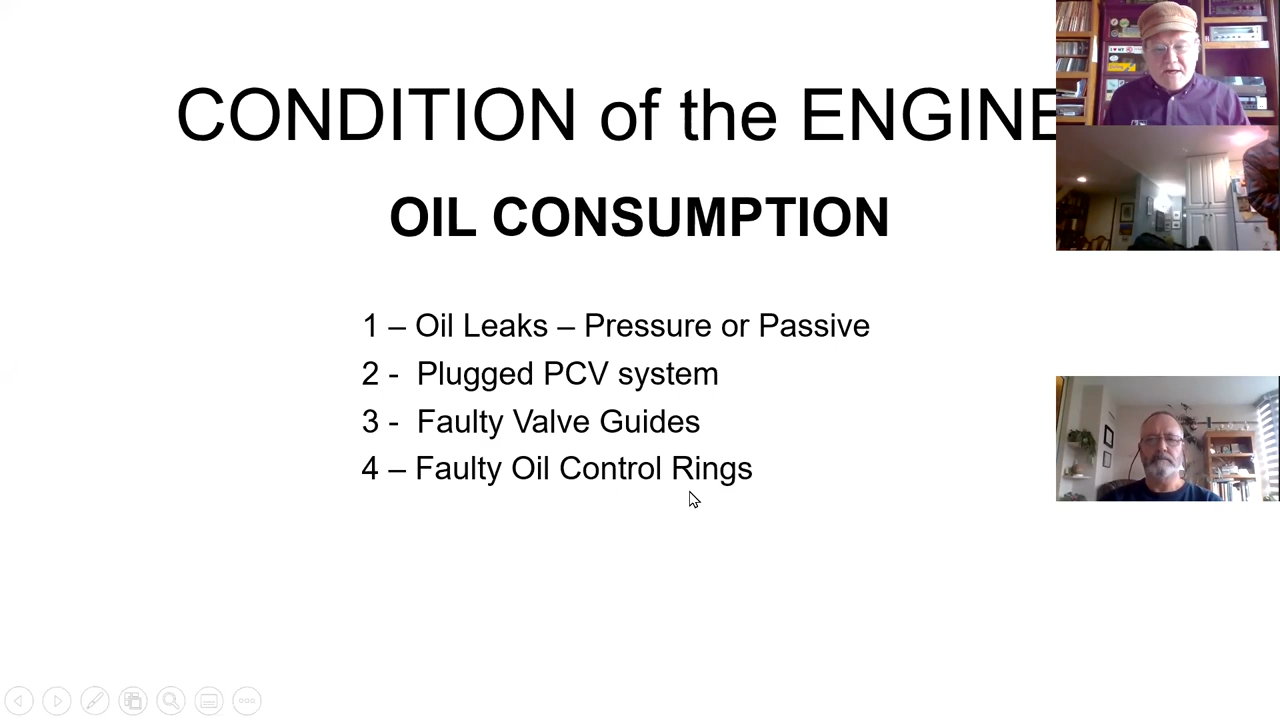 CONDITION of the ENGINE
OIL CONSUMPTION
1 – Oil Leaks – Pressure or Passive
2 - Plugged PCV system
3 - Faulty Valve Guides
4 – Faulty Oil Control Rings